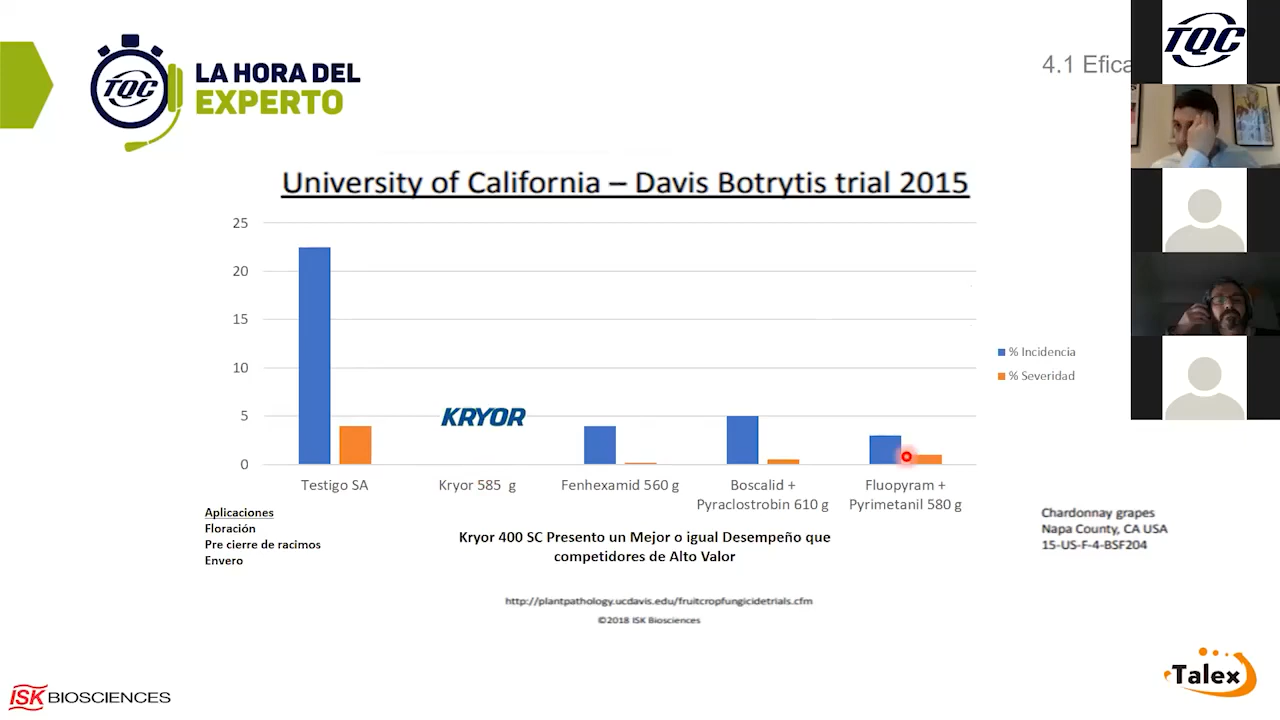 TQC
LA HORA DEL
EXPERTO
4.1 Efica
TQC
University of California – Davis Botrytis trial 2015
25
20
15
10
5
0
KRYOR
% Incidencia
% Severidad
Testigo SA
Kryor 585 g
Fenhexamid 560 g
Boscalid +
Pyraclostrobin 610 g
Fluopyram +
Pyrimetanil 580 g
Aplicaciones
Floración
Pre cierre de racimos
Envero
Kryor 400 SC Presento un Mejor o igual Desempeño que
competidores de Alto Valor
Chardonnay grapes
Napa County, CA USA
15-US-F-4-BSF204
http://plantpathology.ucdavis.edu/fruitcropfungicidetrials.cfm
©2018 ISK Biosciences
ISK BIOSCIENCES
Talex